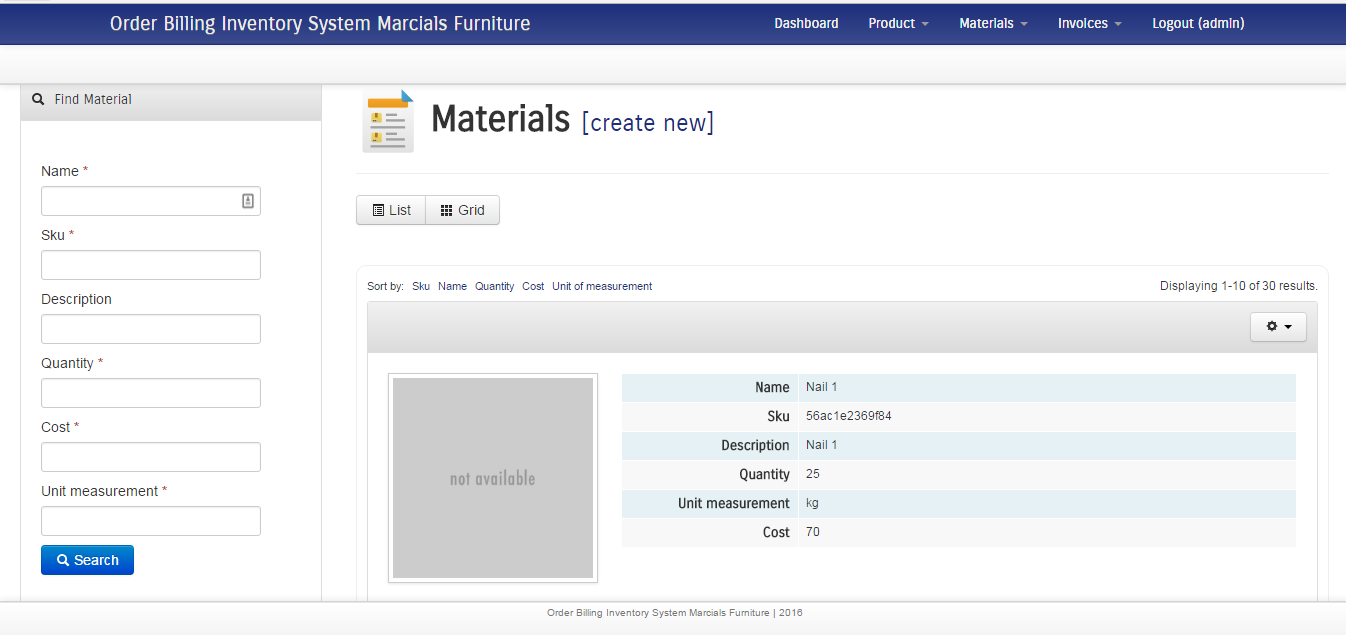 Order Billing Inventory System Marcials Furniture
Dashboard Product Materials Invoices Logout (admin)
Find Material
Name *
Sku *
Description
Quantity *
Cost *
Unit measurement *
Search
Materials [create new]
List Grid
Sort by: Sku Name Quantity Cost Unit of measurement
Displaying 1-10 of 30 results.
not available
Name Nail 1
Sku 56ac1e2369f84
Description Nail 1
Quantity 25
Unit measurement kg
Cost 70
Order Billing Inventory System Marcials Furniture | 2016